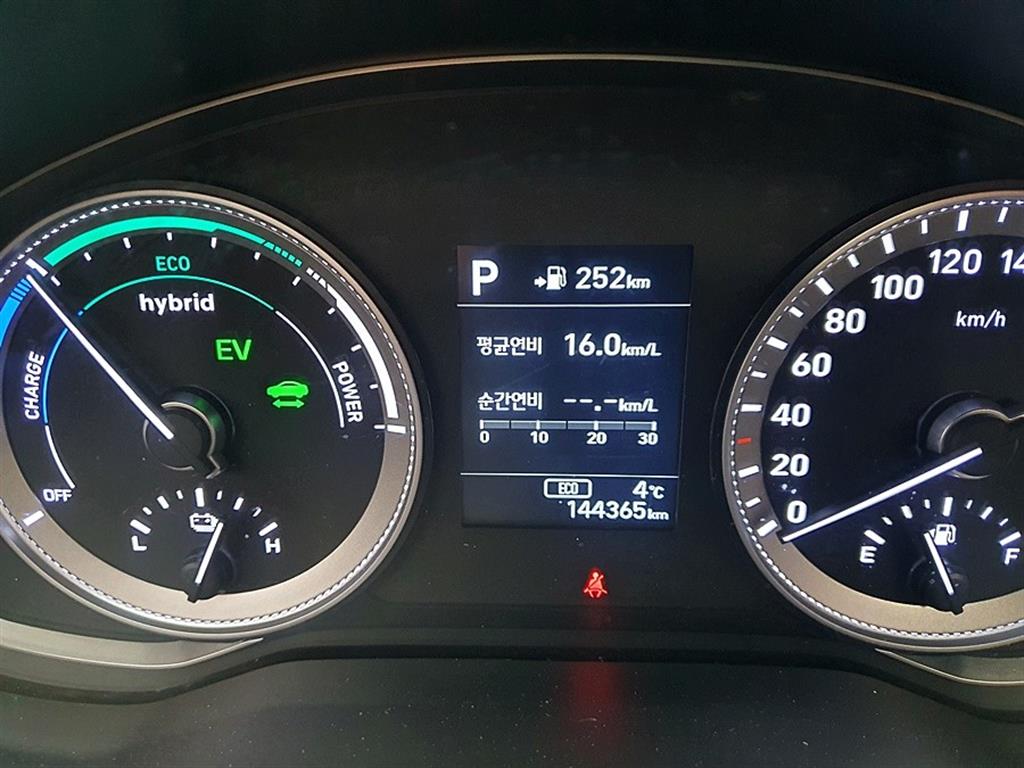 ECO
hybrid
EV
CHARGE
POWER
OFF
L
H
P 252km
평균연비 16.0km/L
순간연비 --.-km/L
0 10 20 30
ECO 4℃
144365km
0
20
40
60
80
100
120
km/h
E
F